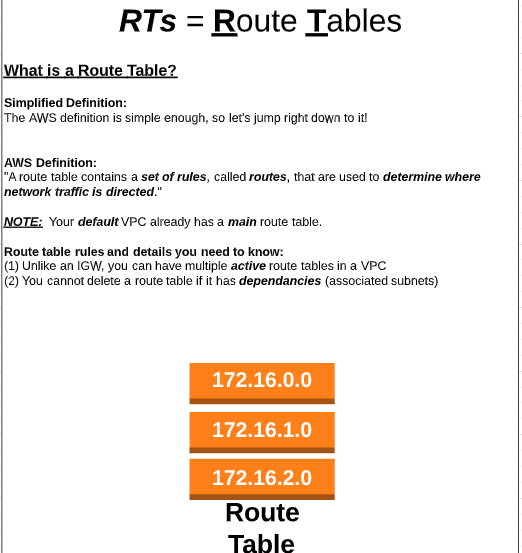 RTs = Route Tables
What is a Route Table?
Simplified Definition:
The AWS definition is simple enough, so let's jump right down to it!
AWS Definition:
"A route table contains a set of rules, called routes, that are used to determine where
network traffic is directed."
NOTE: Your default VPC already has a main route table.
Route table rules and details you need to know:
(1) Unlike an IGW, you can have multiple active route tables in a VPC
(2) You cannot delete a route table if it has dependancies (associated subnets)
172.16.0.0
172.16.1.0
172.16.2.0
Route
Table